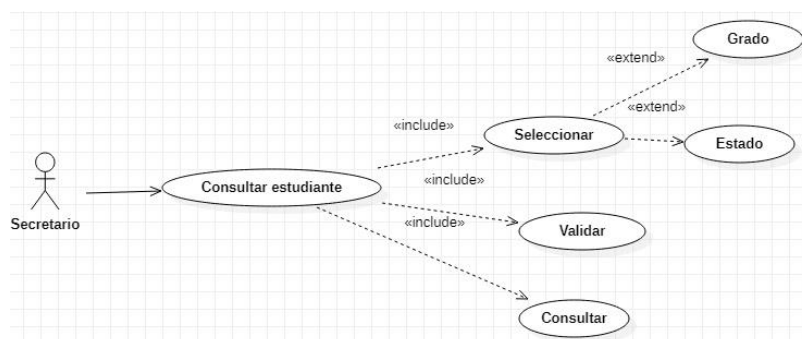 Grado
«extend»
«extend»
«include»
Seleccionar
Estado
«include»
Consultar estudiante
Secretario
«include»
Validar
Consultar